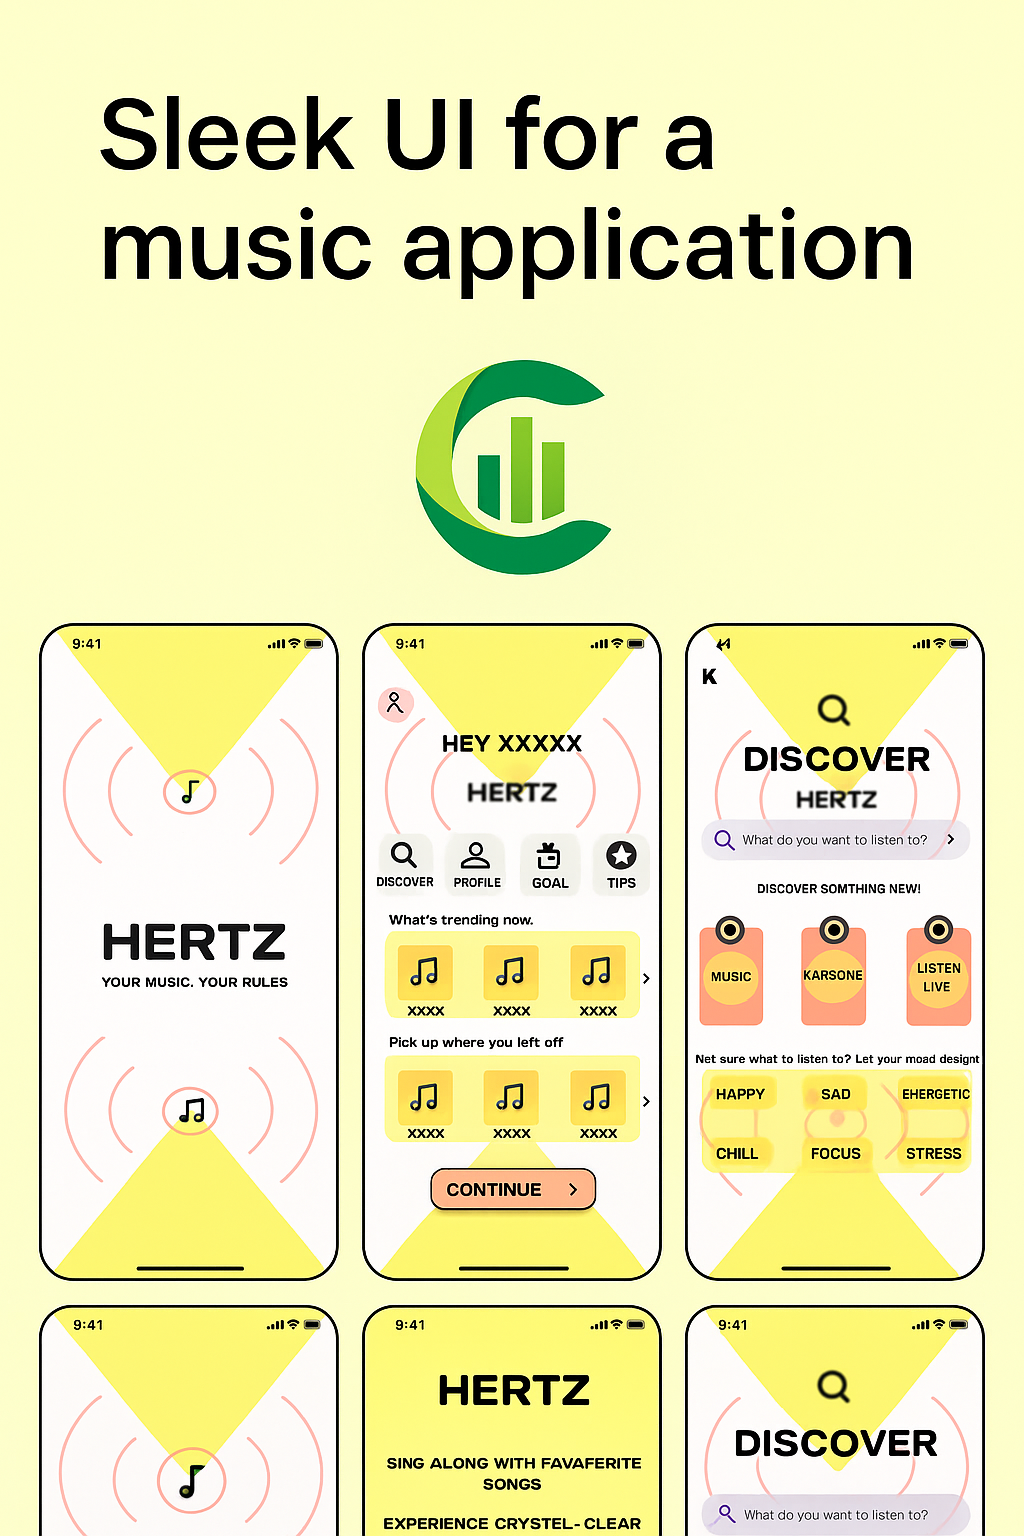 Sleek UI for a
music application
9:41
HERTZ
YOUR MUSIC. YOUR RULES
9:41
HEY XXXXX
HERTZ
DISCOVER PROFILE GOAL TIPS
What's trending now.
XXXX XXXX XXXX
Pick up where you left off
XXXX XXXX XXXX
CONTINUE
K
DISCOVER
HERTZ
What do you want to listen to?
DISCOVER SOMTHING NEW!
MUSIC KARSONE LISTEN
LIVE
Net sure what to listen to? Let your moad designt
HAPPY SAD EHERGETIC
CHILL FOCUS STRESS
9:41
9:41
HERTZ
SING ALONG WITH FAVAFERITE
SONGS
EXPERIENCE CRYSTEL-CLEAR
9:41
DISCOVER
What do you want to listen to?